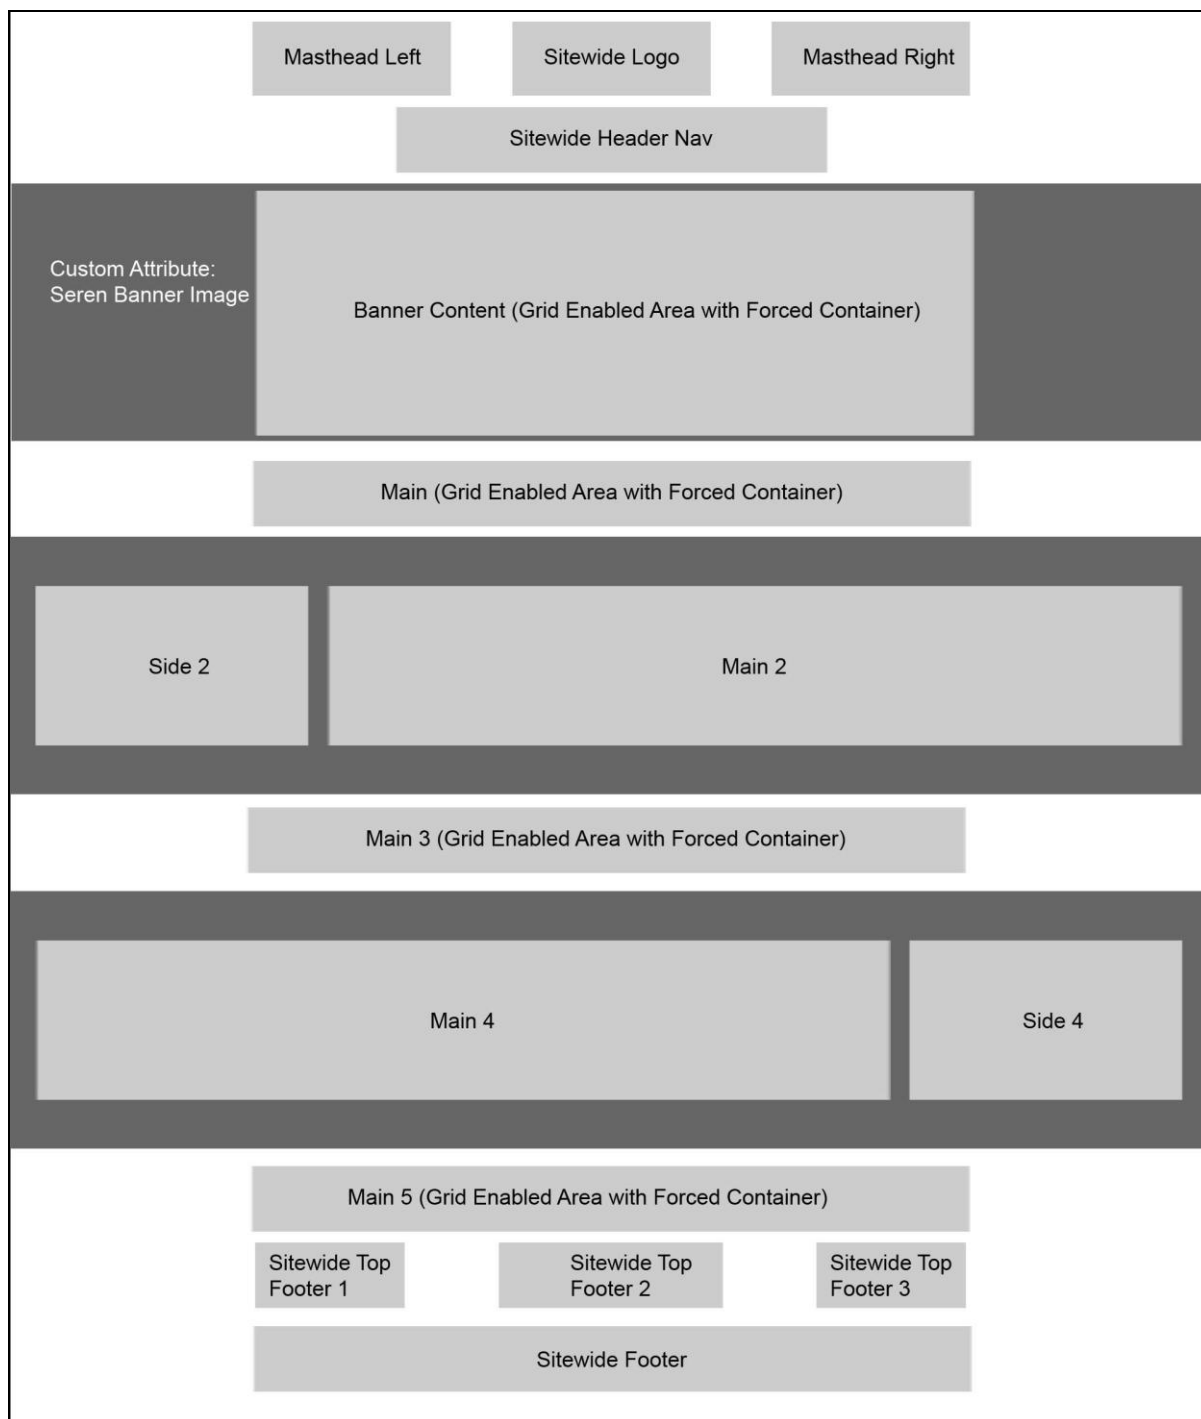 Masthead Left
Sitewide Logo
Masthead Right
Sitewide Header Nav
Custom Attribute:
Seren Banner Image
Banner Content (Grid Enabled Area with Forced Container)
Main (Grid Enabled Area with Forced Container)
Side 2
Main 2
Main 3 (Grid Enabled Area with Forced Container)
Main 4
Side 4
Main 5 (Grid Enabled Area with Forced Container)
Sitewide Top
Footer 1
Sitewide Top
Footer 2
Sitewide Top
Footer 3
Sitewide Footer